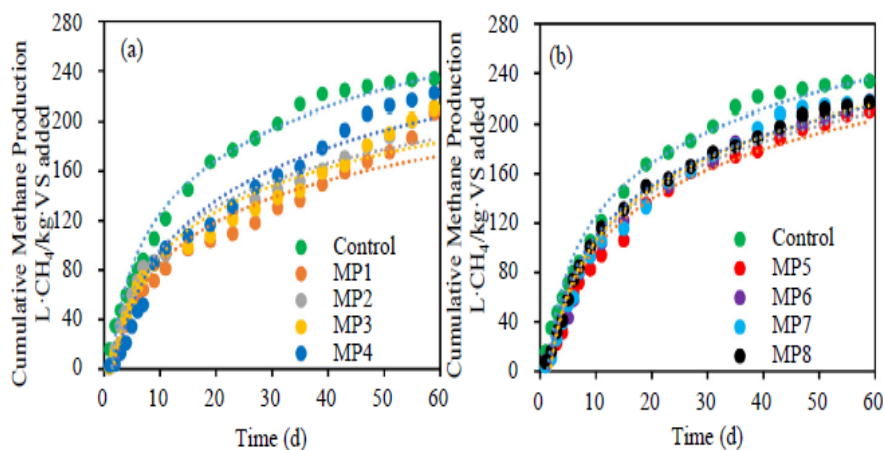 (a)
Cumulative Methane Production
L·CH₄/kg·VS added
280
240
200
160
120
80
40
0
0 10 20 30 40 50 60
Time (d)
Control
MP1
MP2
MP3
MP4
(b)
Cumulative Methane Production
L·CH₄/kg·VS added
280
240
200
160
120
80
40
0
0 10 20 30 40 50 60
Time (d)
Control
MP5
MP6
MP7
MP8